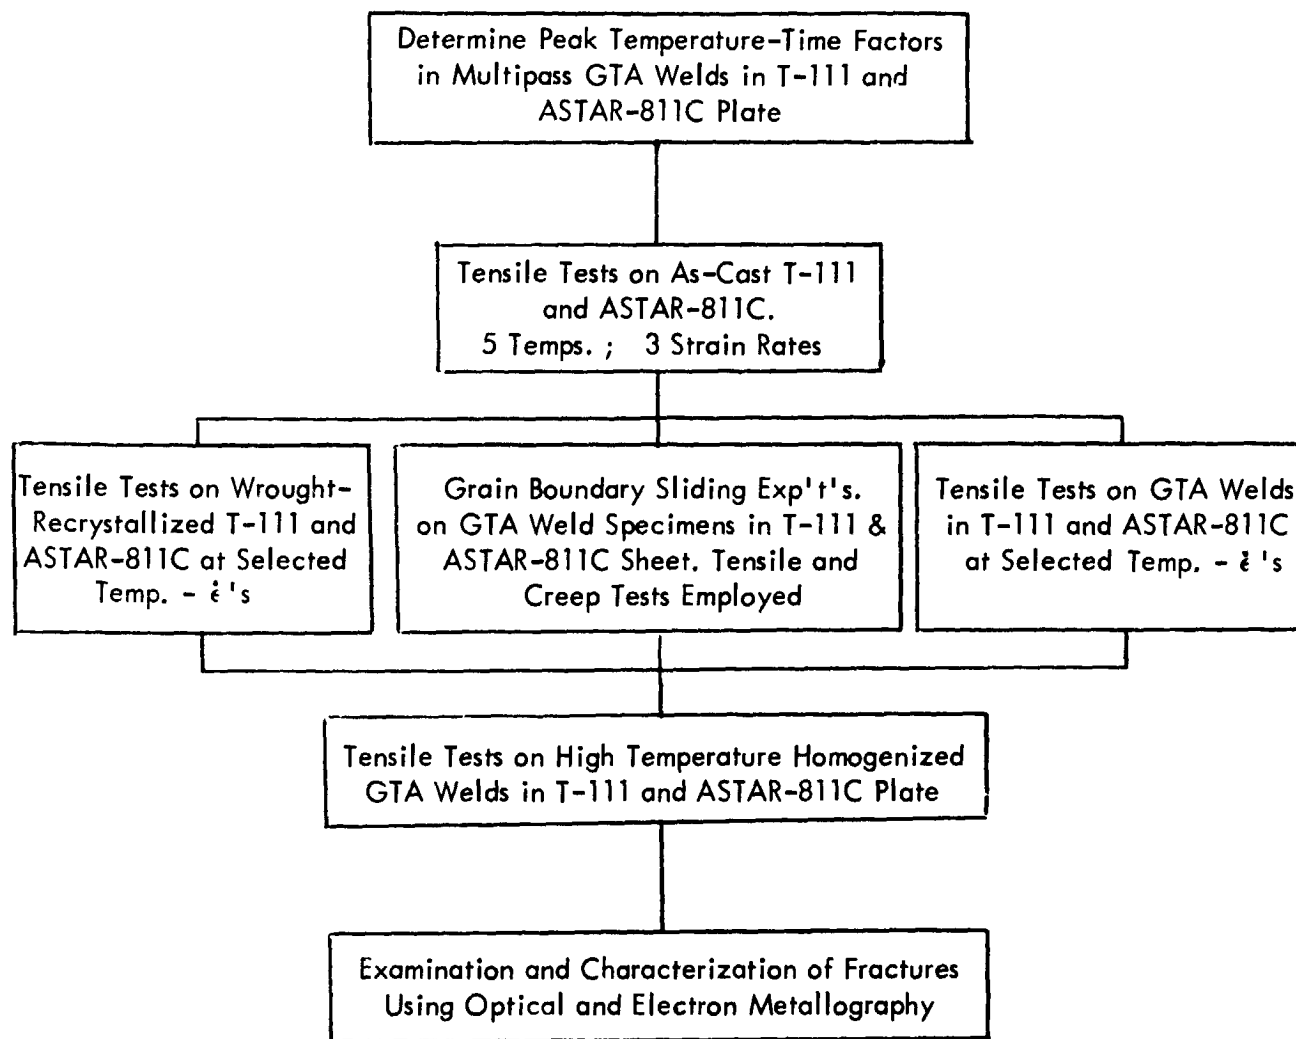 Determine Peak Temperature-Time Factors
in Multipass GTA Welds in T-111 and
ASTAR-811C Plate
Tensile Tests on As-Cast T-111
and ASTAR-811C.
5 Temps. ; 3 Strain Rates
Tensile Tests on Wrought-
Recrystallized T-111 and
ASTAR-811C at Selected
Temp. - ε̇ 's
Grain Boundary Sliding Exp't's.
on GTA Weld Specimens in T-111 &
ASTAR-811C Sheet. Tensile and
Creep Tests Employed
Tensile Tests on GTA Welds
in T-111 and ASTAR-811C
at Selected Temp. - ε̇ 's
Tensile Tests on High Temperature Homogenized
GTA Welds in T-111 and ASTAR-811C Plate
Examination and Characterization of Fractures
Using Optical and Electron Metallography